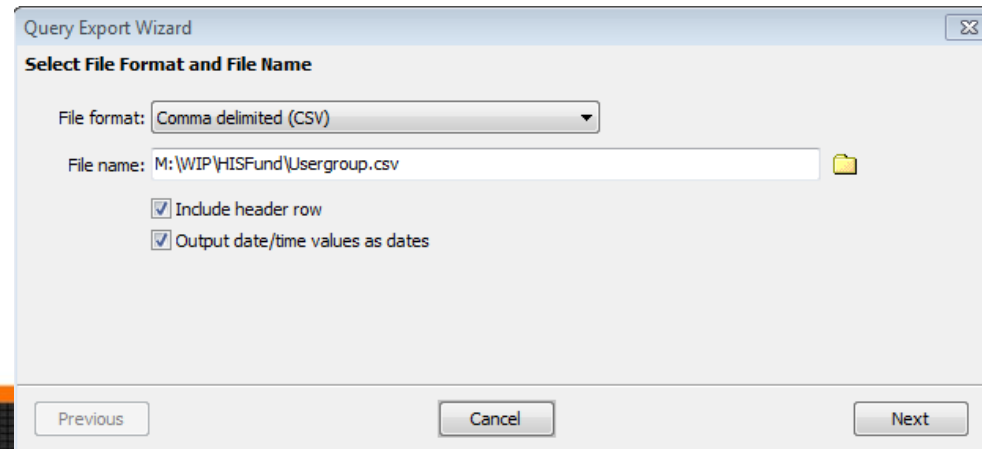 Query Export Wizard
Select File Format and File Name
File format: Comma delimited (CSV)
File name: M:\WIP\HISFund\Usergroup.csv
Include header row
Output date/time values as dates
Previous Cancel Next